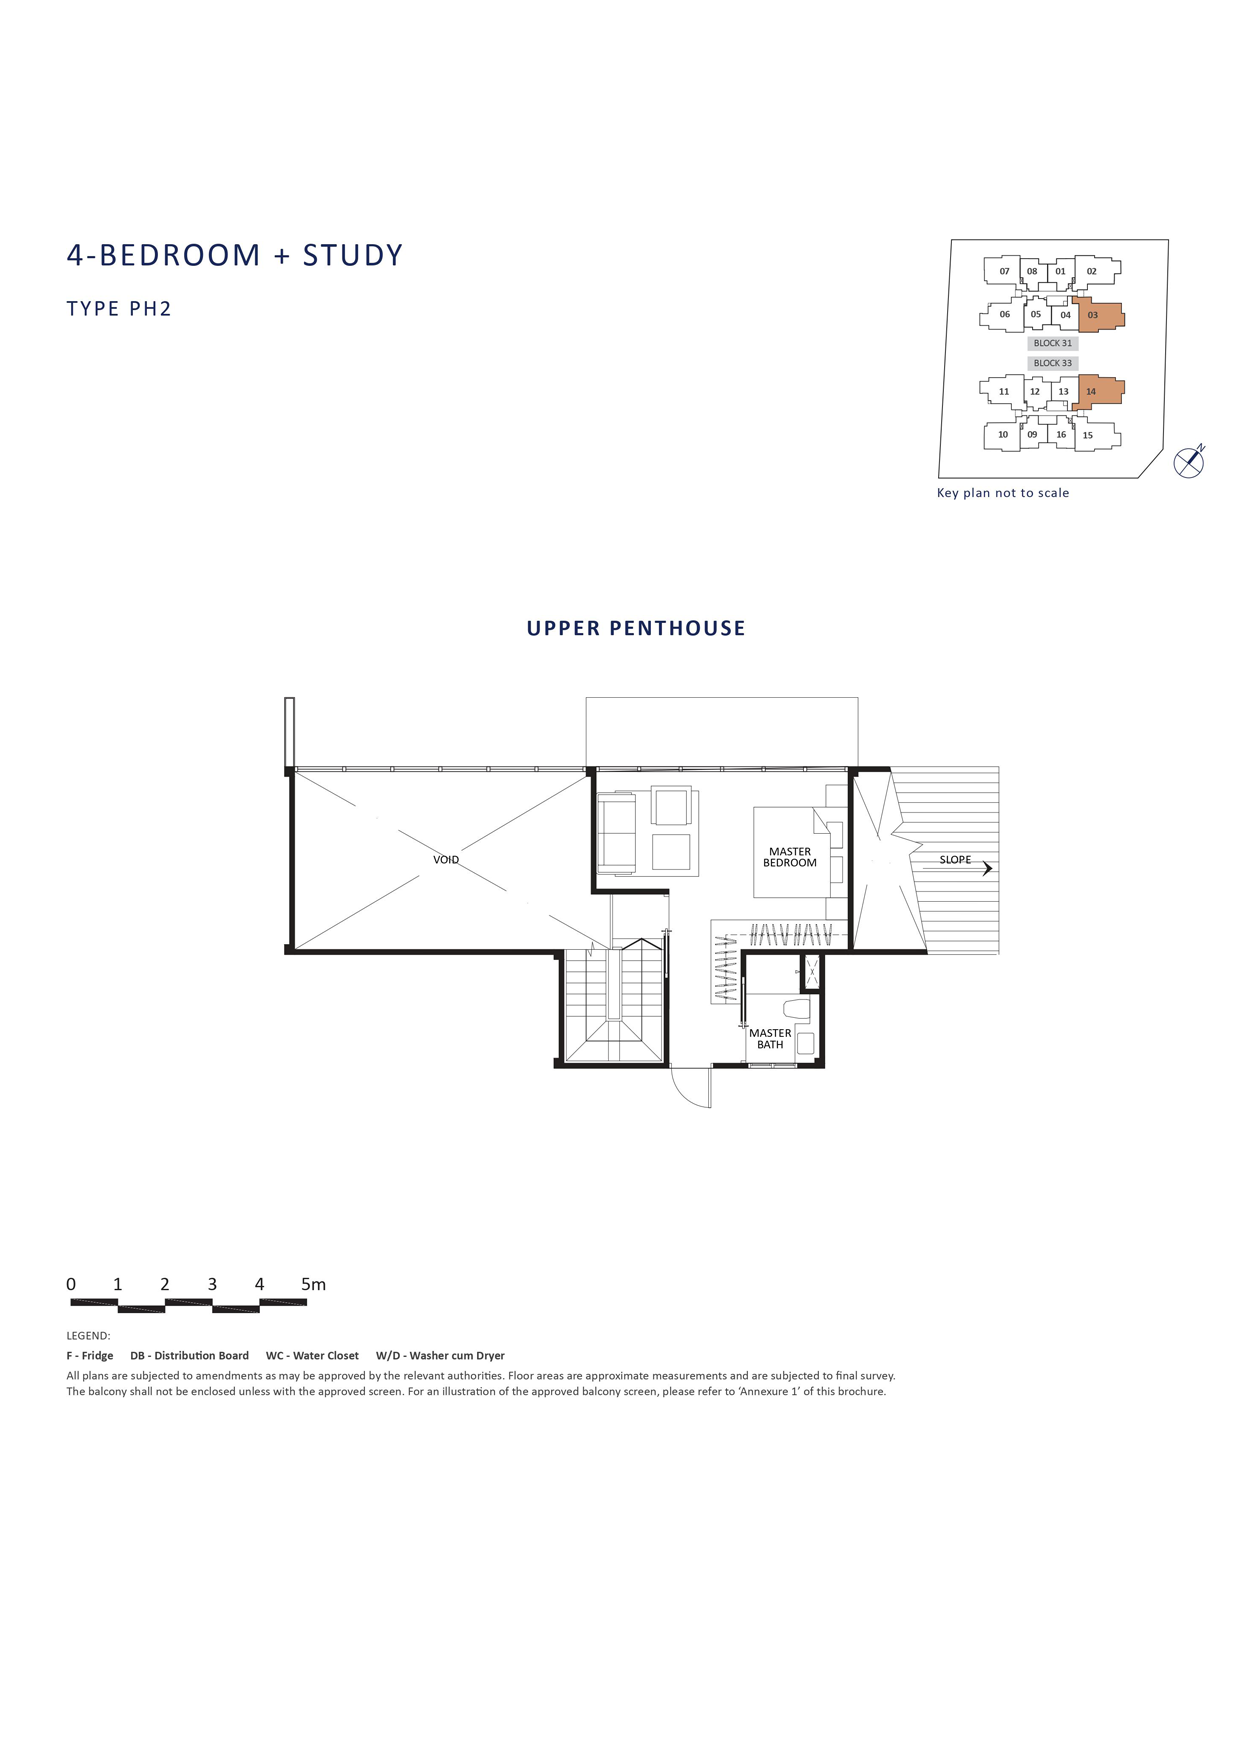 4-BEDROOM + STUDY
TYPE PH2
07 08 01 02
06 05 04 03
BLOCK 31
BLOCK 33
11 12 13 14
10 09 16 15
N
Key plan not to scale
UPPER PENTHOUSE
VOID
MASTER
BEDROOM
SLOPE
MASTER
BATH
0 1 2 3 4 5m
LEGEND:
F - Fridge DB - Distribution Board WC - Water Closet W/D - Washer cum Dryer
All plans are subjected to amendments as may be approved by the relevant authorities. Floor areas are approximate measurements and are subjected to final survey.
The balcony shall not be enclosed unless with the approved screen. For an illustration of the approved balcony screen, please refer to ‘Annexure 1’ of this brochure.